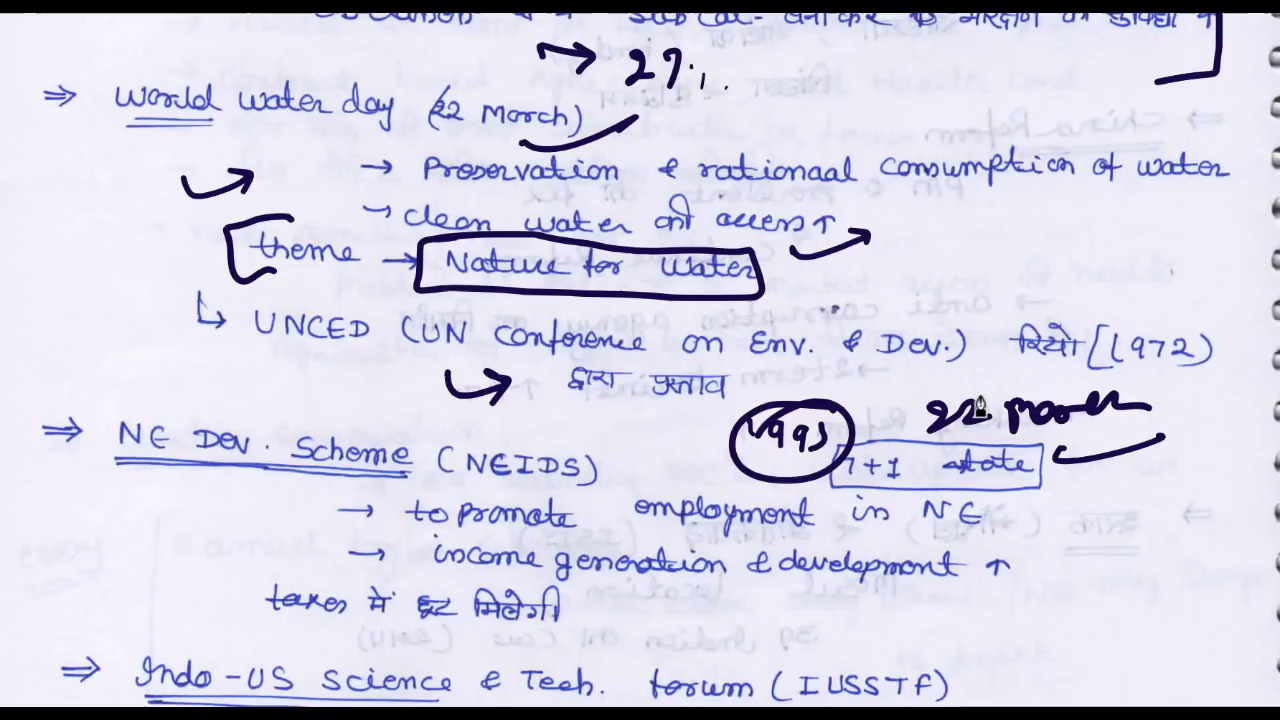 → 27%
⇒ World water day (22 March)
→ Preservation & rationaal consumption of water
→ clean water की access ↑
theme → Nature for Water
↳ UNCED (UN Conference on Env. & Dev.) रियो [1972)
द्वारा प्रस्ताव
1993 22 march
⇒ NE Dev. Scheme (NEIDS) 7+1 state
→ to promote employment in NE
→ income generation & development ↑
taxes में छूट मिलेगी
⇒ Indo-US Science & Tech. forum (IUSSTF)